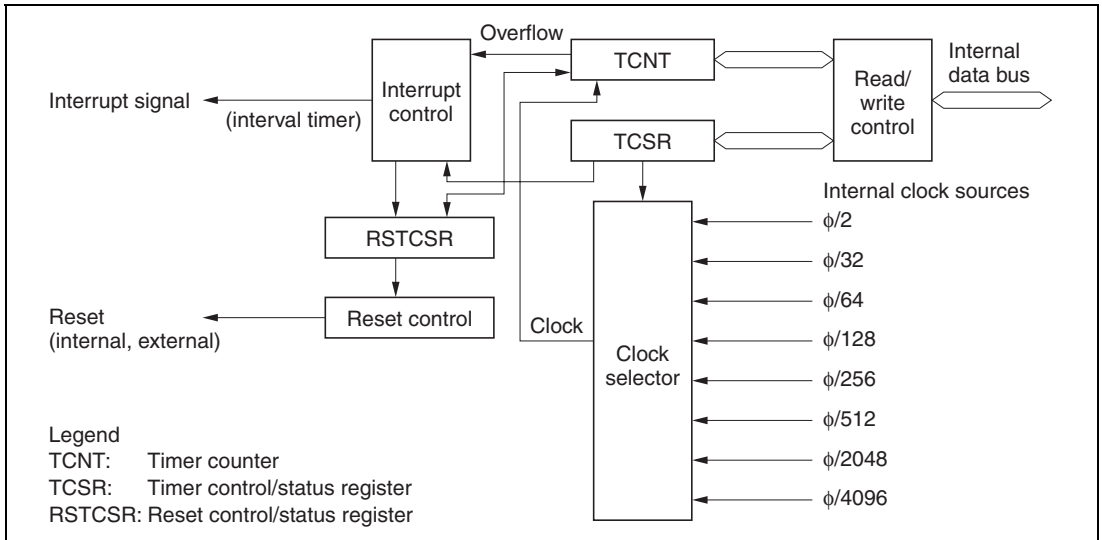 Overflow
TCNT
Internal
data bus
Read/
write
control
Interrupt
control
Interrupt signal
(interval timer)
TCSR
Internal clock sources
ϕ/2
RSTCSR
ϕ/32
ϕ/64
Reset
(internal, external)
Reset control
Clock
ϕ/128
Clock
selector
ϕ/256
ϕ/512
ϕ/2048
ϕ/4096
Legend
TCNT: Timer counter
TCSR: Timer control/status register
RSTCSR: Reset control/status register